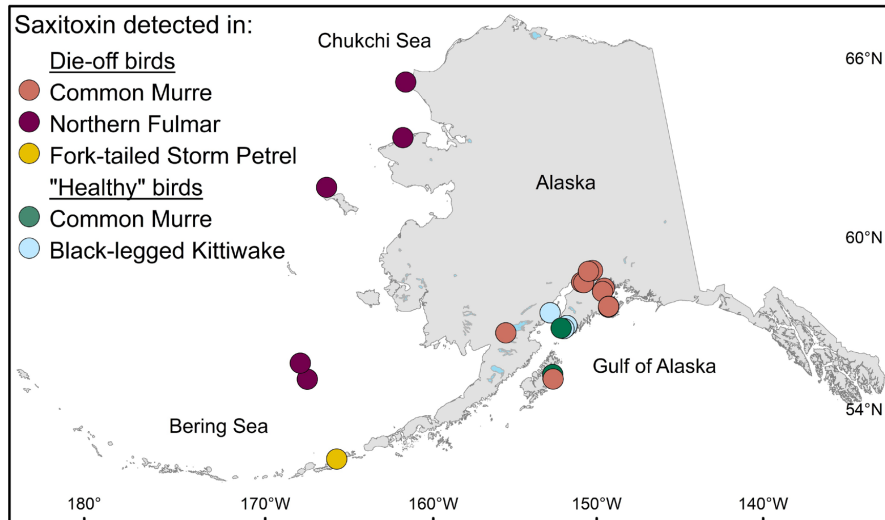 Saxitoxin detected in:
Die-off birds
Common Murre
Northern Fulmar
Fork-tailed Storm Petrel
"Healthy" birds
Common Murre
Black-legged Kittiwake
Chukchi Sea
66°N
Alaska
60°N
Gulf of Alaska
54°N
Bering Sea
180°
170°W
160°W
150°W
140°W